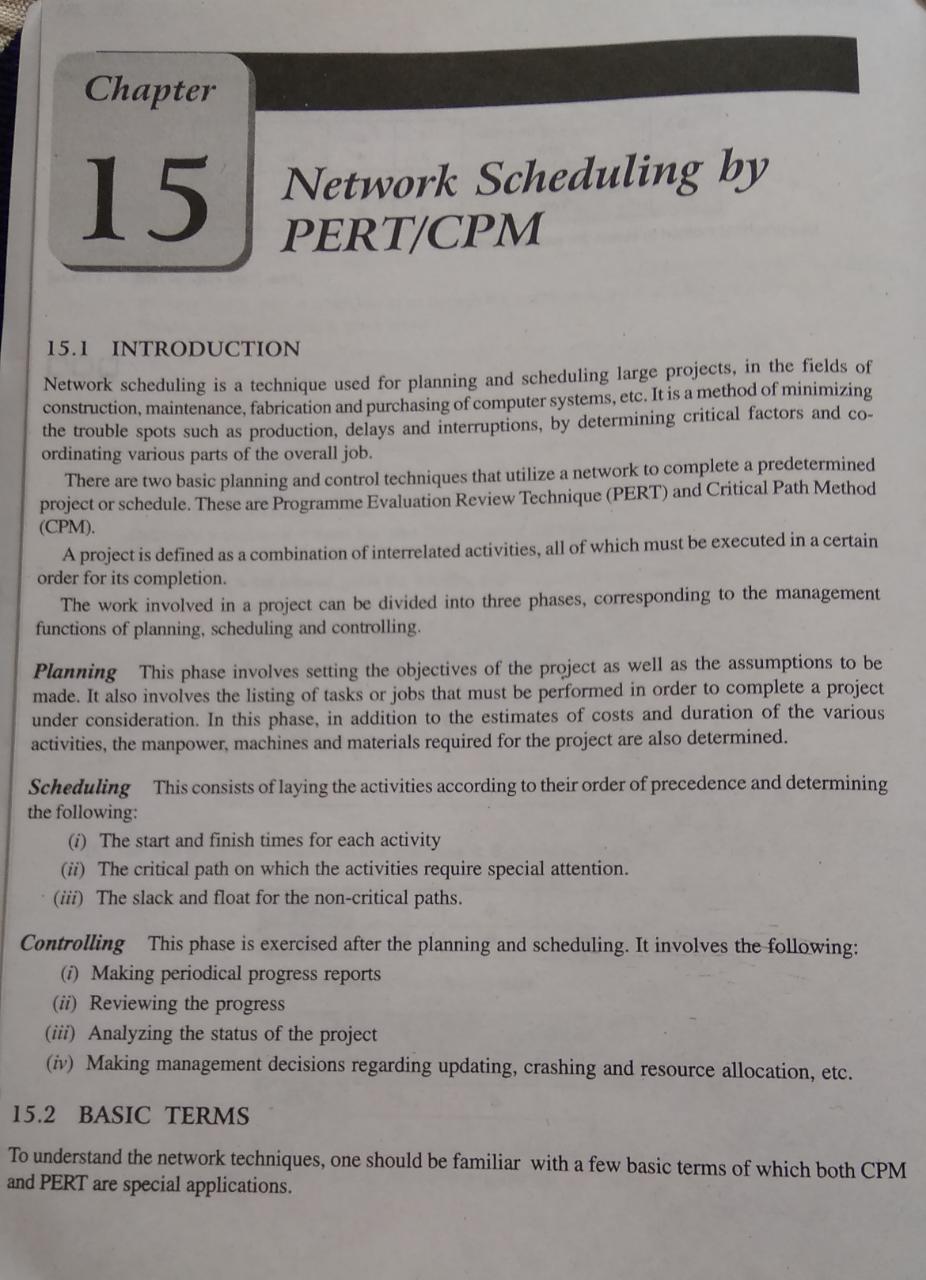 Chapter
15
Network Scheduling by
PERT/CPM
15.1 INTRODUCTION
Network scheduling is a technique used for planning and scheduling large projects, in the fields of
construction, maintenance, fabrication and purchasing of computer systems, etc. It is a method of minimizing
the trouble spots such as production, delays and interruptions, by determining critical factors and co-
ordinating various parts of the overall job.
There are two basic planning and control techniques that utilize a network to complete a predetermined
project or schedule. These are Programme Evaluation Review Technique (PERT) and Critical Path Method
(CPM).
A project is defined as a combination of interrelated activities, all of which must be executed in a certain
order for its completion.
The work involved in a project can be divided into three phases, corresponding to the management
functions of planning, scheduling and controlling.
Planning This phase involves setting the objectives of the project as well as the assumptions to be
made. It also involves the listing of tasks or jobs that must be performed in order to complete a project
under consideration. In this phase, in addition to the estimates of costs and duration of the various
activities, the manpower, machines and materials required for the project are also determined.
Scheduling This consists of laying the activities according to their order of precedence and determining
the following:
(i) The start and finish times for each activity
(ii) The critical path on which the activities require special attention.
(iii) The slack and float for the non-critical paths.
Controlling This phase is exercised after the planning and scheduling. It involves the following:
(i) Making periodical progress reports
(ii) Reviewing the progress
(iii) Analyzing the status of the project
(iv) Making management decisions regarding updating, crashing and resource allocation, etc.
15.2 BASIC TERMS
To understand the network techniques, one should be familiar with a few basic terms of which both CPM
and PERT are special applications.